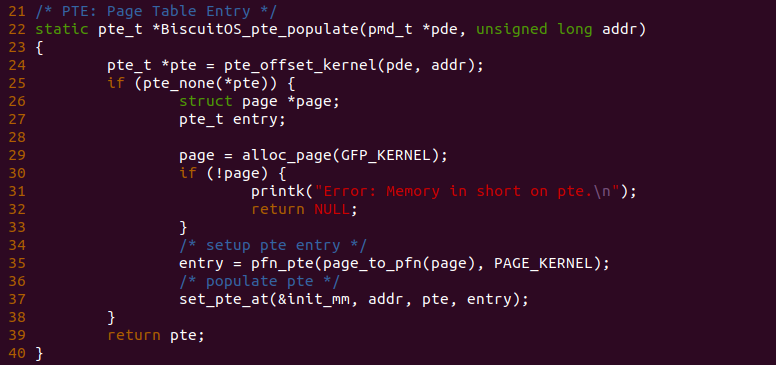 21 /* PTE: Page Table Entry */
22 static pte_t *BiscuitOS_pte_populate(pmd_t *pde, unsigned long addr)
23 {
24         pte_t *pte = pte_offset_kernel(pde, addr);
25         if (pte_none(*pte)) {
26                 struct page *page;
27                 pte_t entry;
28
29                 page = alloc_page(GFP_KERNEL);
30                 if (!page) {
31                         printk("Error: Memory in short on pte.\n");
32                         return NULL;
33                 }
34                 /* setup pte entry */
35                 entry = pfn_pte(page_to_pfn(page), PAGE_KERNEL);
36                 /* populate pte */
37                 set_pte_at(&init_mm, addr, pte, entry);
38         }
39         return pte;
40 }